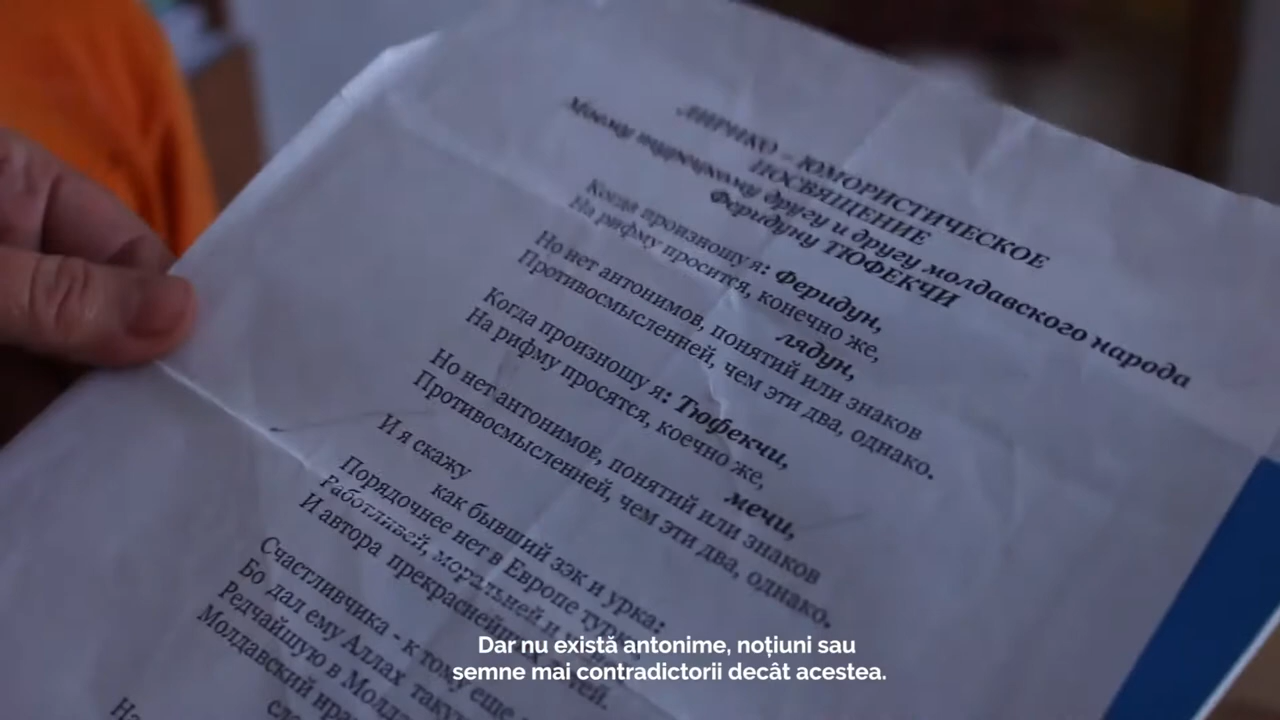 ЛИРИКО – ЮМОРИСТИЧЕСКОЕ
ПОСВЯЩЕНИЕ
Моему турецкому другу и другу молдавского народа
Феридуну ТЮФЕКЧИ
Когда произношу я: Феридун,
На рифму просится, конечно же,
лядун,
Но нет антонимов, понятий или знаков
Противосмысленней, чем эти два, однако.
Когда произношу я: Тюфекчи,
На рифму просятся, коечно же,
мечи,
Но нет антонимов, понятий или знаков
Противосмысленней, чем эти два, однако.
И я скажу
как бывший зэк и урка:
Порядочнее нет в Европе
Работливей, моральней и
И автора прекрасней
Счастливчика - к тому еще
Бо дал ему Аллах
Редчайшую в
Молдавский
Dar nu există antonime, noțiuni sau
semne mai contradictorii decât acestea.